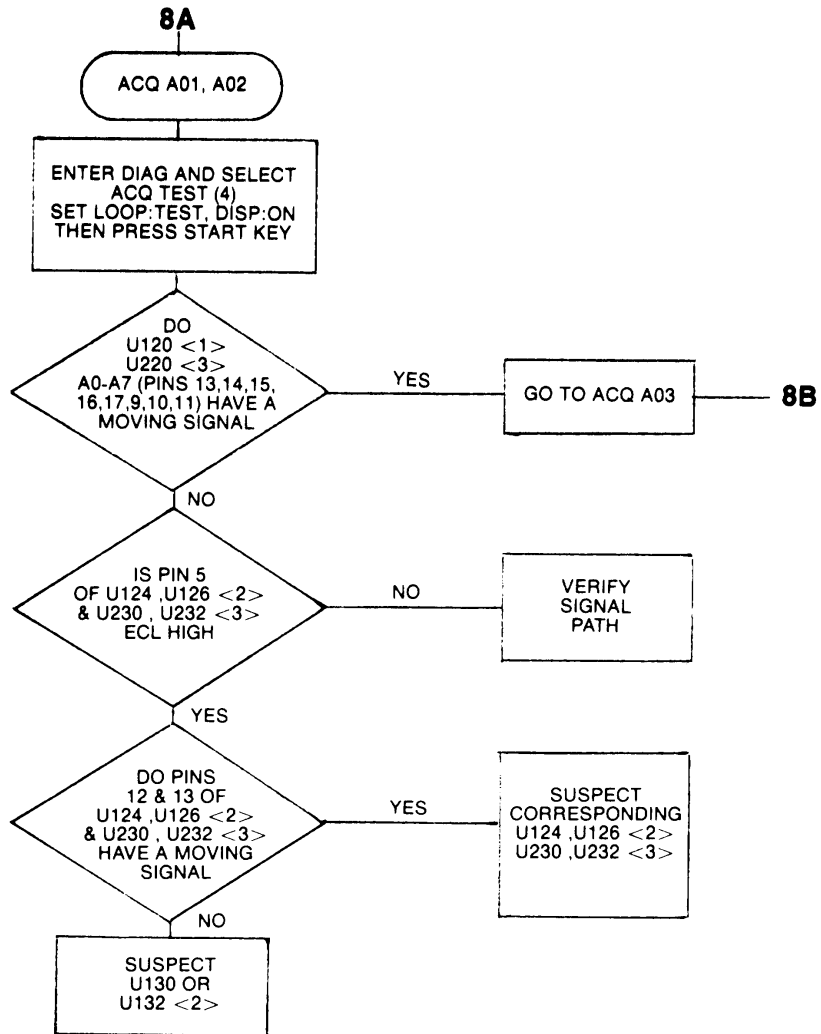 8A
ACQ A01, A02
ENTER DIAG AND SELECT
ACQ TEST (4)
SET LOOP:TEST, DISP:ON
THEN PRESS START KEY
DO
U120 <1>
U220 <3>
A0-A7 (PINS 13,14,15,
16,17,9,10,11) HAVE A
MOVING SIGNAL
YES
GO TO ACQ A03
8B
NO
IS PIN 5
OF U124 ,U126 <2>
& U230 , U232 <3>
ECL HIGH
NO
VERIFY
SIGNAL
PATH
YES
DO PINS
12 & 13 OF
U124 ,U126 <2>
& U230 , U232 <3>
HAVE A MOVING
SIGNAL
YES
SUSPECT
CORRESPONDING
U124 ,U126 <2>
U230 ,U232 <3>
NO
SUSPECT
U130 OR
U132 <2>